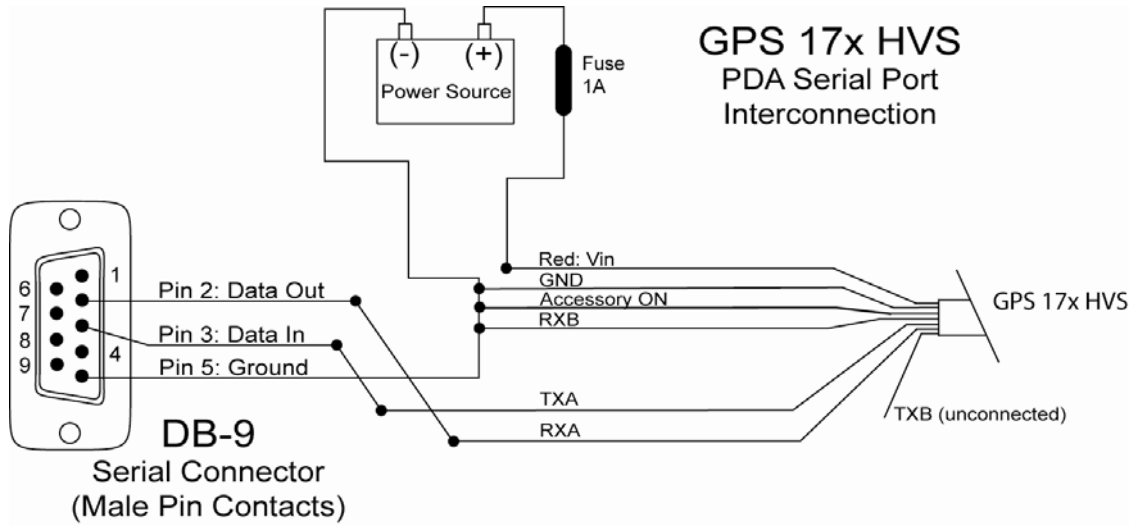 GPS 17x HVS
PDA Serial Port
Interconnection
(-) (+)
Power Source
Fuse
1A
Red: Vin
GND
Accessory ON
RXB
GPS 17x HVS
TXA
RXA
TXB (unconnected)
1
6
7
8
9
4
Pin 2: Data Out
Pin 3: Data In
Pin 5: Ground
DB-9
Serial Connector
(Male Pin Contacts)